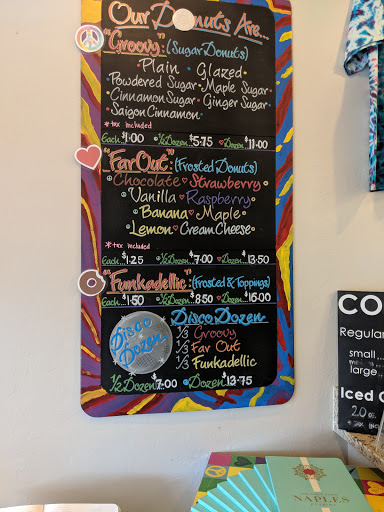 Our Donuts Are...
"Groovy": (Sugar Donuts)
Plain • Glazed
Powdered Sugar • Maple Sugar
Cinnamon Sugar • Ginger Sugar
Saigon Cinnamon
* tax included
Each...$1.00 ½ Dozen $5.75 Dozen $11.00
"Far Out": (Frosted Donuts)
Chocolate Strawberry
Vanilla Raspberry
Banana Maple
Lemon Cream Cheese
* tax included
Each...$1.25 ½ Dozen...$7.00 Dozen $13.50
"Funkadellic": (Frosted & Toppings)
Each...$1.50 ½ Dozen $8.50 Dozen $16.00
Disco Dozen
Disco Dozen
⅓ Groovy
⅓ Far Out
⅓ Funkadellic
½ Dozen $7.00 Dozen $13.75
CO
Regular
small...
large...
Iced C
20 o
NAPLES